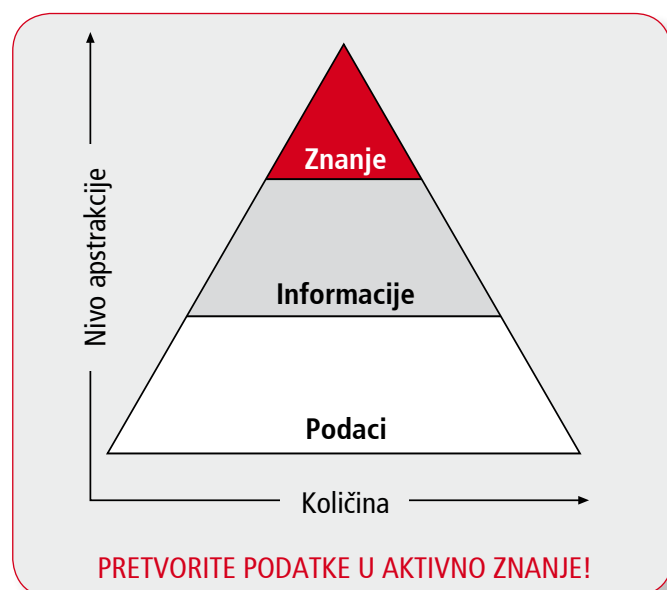 Znanje
Nivo apstrakcije
Informacije
Podaci
Količina
PRETVORITE PODATKE U AKTIVNO ZNANJE!